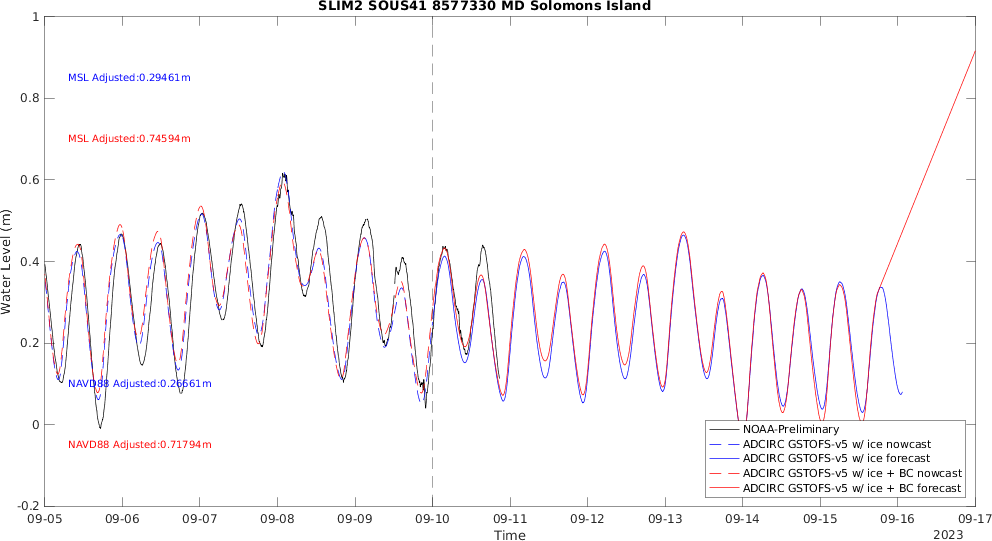 SLIM2 SOUS41 8577330 MD Solomons Island
1
0.8
0.6
0.4
0.2
0
-0.2
Water Level (m)
MSL Adjusted:0.29461m
MSL Adjusted:0.74594m
NAVD88 Adjusted:0.26661m
NAVD88 Adjusted:0.71794m
NOAA-Preliminary
ADCIRC GSTOFS-v5 w/ ice nowcast
ADCIRC GSTOFS-v5 w/ ice forecast
ADCIRC GSTOFS-v5 w/ ice + BC nowcast
ADCIRC GSTOFS-v5 w/ ice + BC forecast
09-05 09-06 09-07 09-08 09-09 09-10 09-11 09-12 09-13 09-14 09-15 09-16 09-17
Time
2023